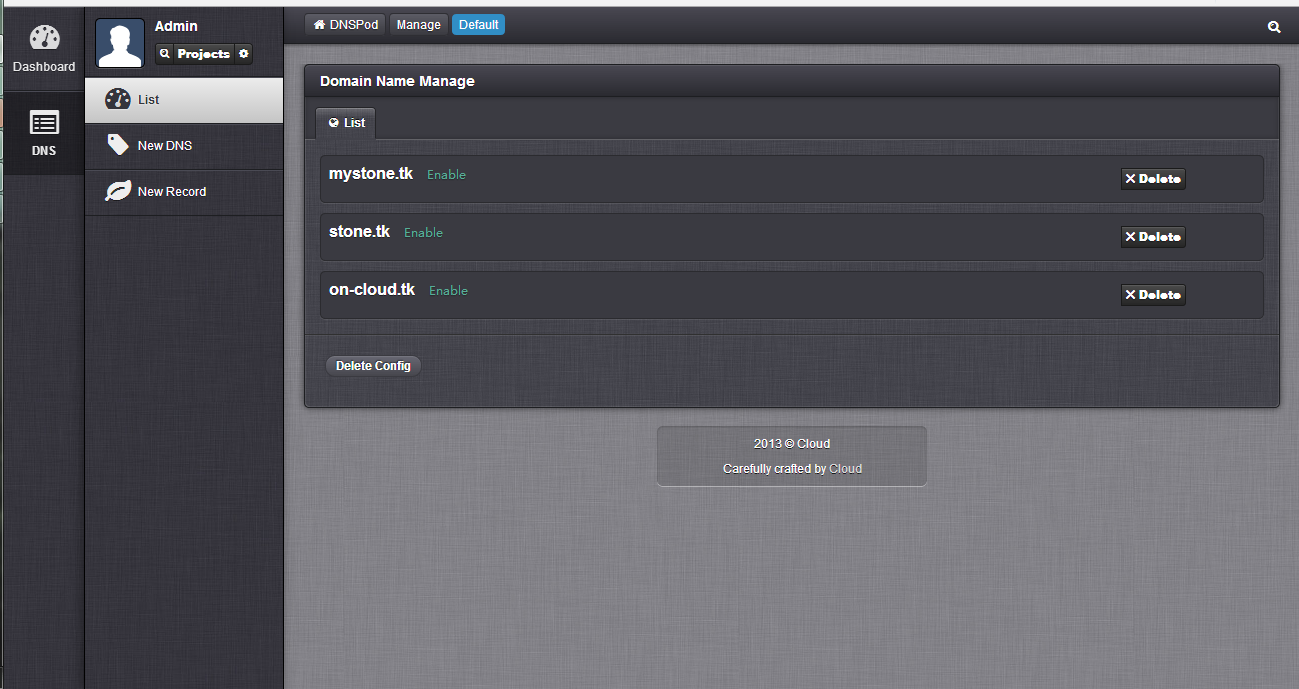 Dashboard
DNS
Admin
Projects
List
New DNS
New Record
DNSPod Manage Default
Domain Name Manage
List
mystone.tk Enable Delete
stone.tk Enable Delete
on-cloud.tk Enable Delete
Delete Config
2013 © Cloud
Carefully crafted by Cloud